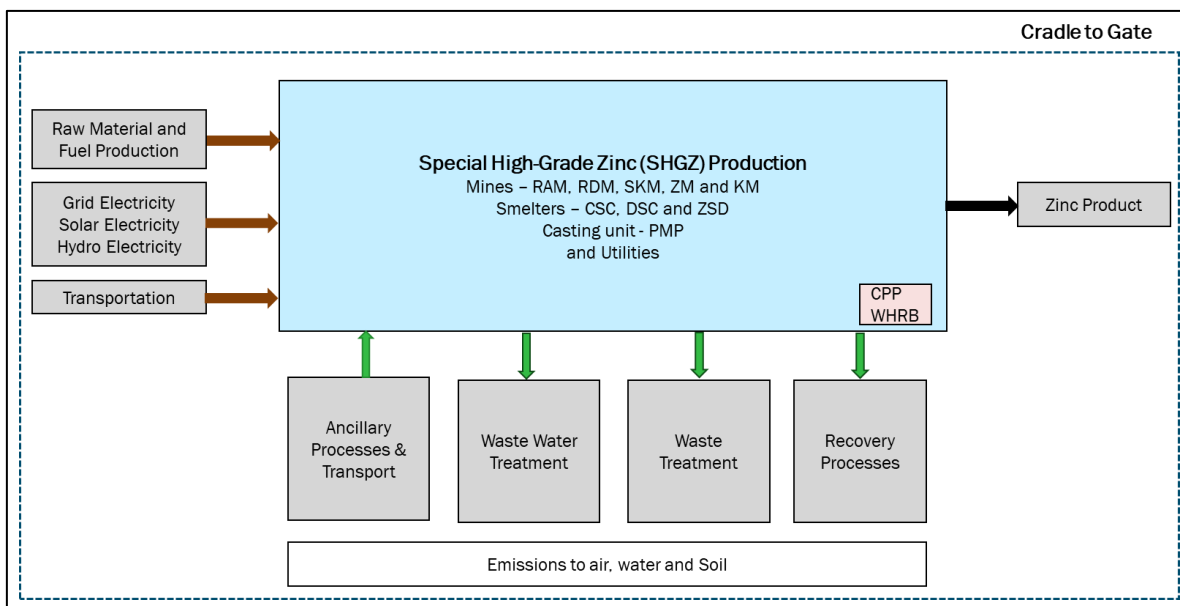 Cradle to Gate
Raw Material and
Fuel Production
Grid Electricity
Solar Electricity
Hydro Electricity
Transportation
Special High-Grade Zinc (SHGZ) Production
Mines – RAM, RDM, SKM, ZM and KM
Smelters – CSC, DSC and ZSD
Casting unit - PMP
and Utilities
CPP
WHRB
Zinc Product
Ancillary
Processes &
Transport
Waste Water
Treatment
Waste
Treatment
Recovery
Processes
Emissions to air, water and Soil